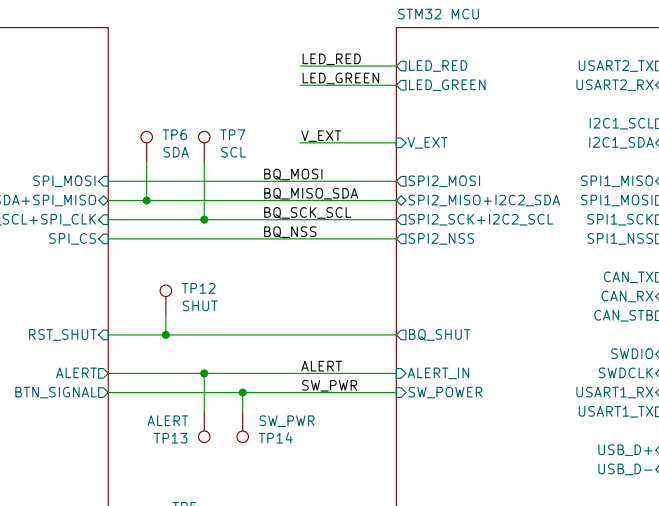 STM32 MCU
LED_RED
LED_RED
USART2_TX
LED_GREEN
LED_GREEN
USART2_RX
TP6
SDA
TP7
SCL
V_EXT
V_EXT
I2C1_SCL
I2C1_SDA
SPI_MOSI
BQ_MOSI
SPI2_MOSI
SPI1_MISO
SDA+SPI_MISO
BQ_MISO_SDA
SPI2_MISO+I2C2_SDA
SPI1_MOSI
_SCL+SPI_CLK
BQ_SCK_SCL
SPI2_SCK+I2C2_SCL
SPI1_SCK
SPI_CS
BQ_NSS
SPI2_NSS
SPI1_NSS
TP12
SHUT
CAN_TX
CAN_RX
CAN_STB
RST_SHUT
BQ_SHUT
SWDIO
ALERT
ALERT
ALERT_IN
SWDCLK
BTN_SIGNAL
SW_PWR
SW_POWER
USART1_RX
USART1_TX
ALERT
TP13
SW_PWR
TP14
USB_D+
USB_D-